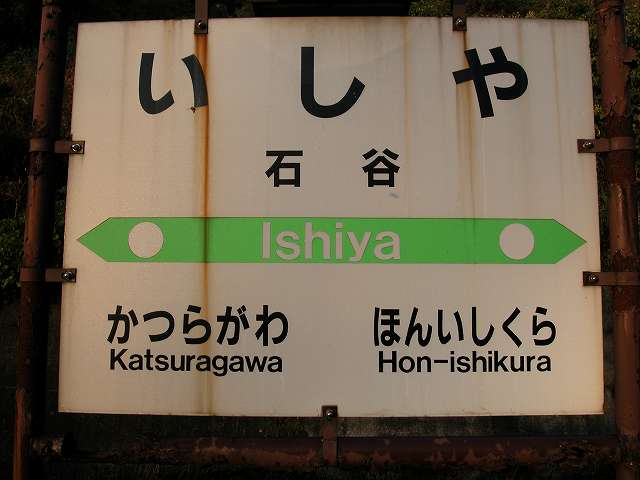 いしや
石谷
Ishiya
かつらがわ
Katsuragawa
ほんいしくら
Hon-ishikura